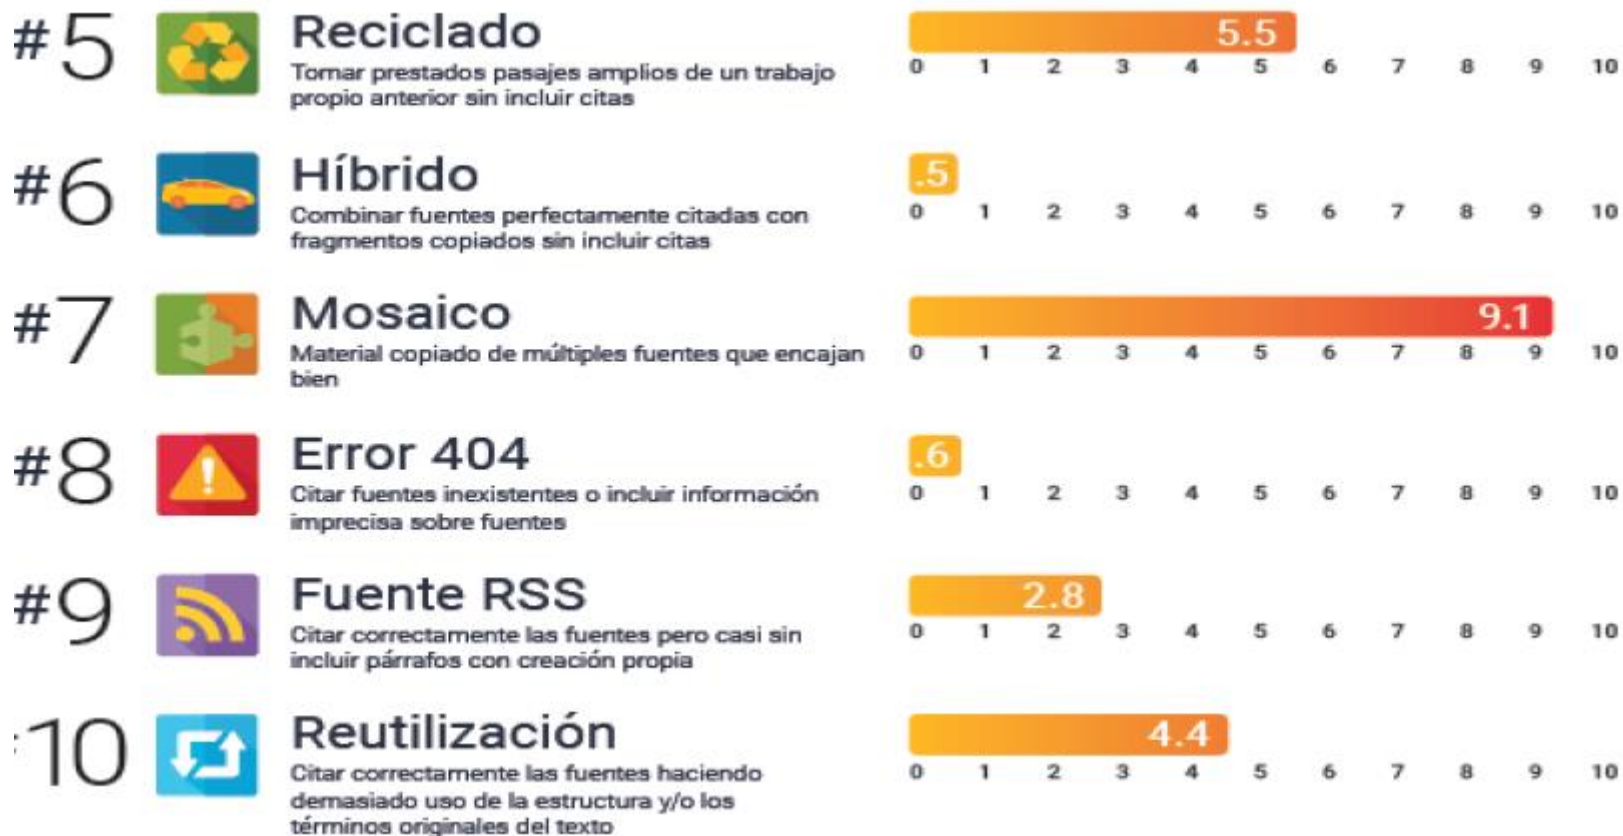 #5
Reciclado
Tomar prestados pasajes amplios de un trabajo
propio anterior sin incluir citas
5.5
0 1 2 3 4 5 6 7 8 9 10
#6
Híbrido
Combinar fuentes perfectamente citadas con
fragmentos copiados sin incluir citas
.5
0 1 2 3 4 5 6 7 8 9 10
#7
Mosaico
Material copiado de múltiples fuentes que encajan
bien
9.1
0 1 2 3 4 5 6 7 8 9 10
#8
Error 404
Citar fuentes inexistentes o incluir información
imprecisa sobre fuentes
.6
0 1 2 3 4 5 6 7 8 9 10
#9
Fuente RSS
Citar correctamente las fuentes pero casi sin
incluir párrafos con creación propia
2.8
0 1 2 3 4 5 6 7 8 9 10
10
Reutilización
Citar correctamente las fuentes haciendo
demasiado uso de la estructura y/o los
términos originales del texto
4.4
0 1 2 3 4 5 6 7 8 9 10